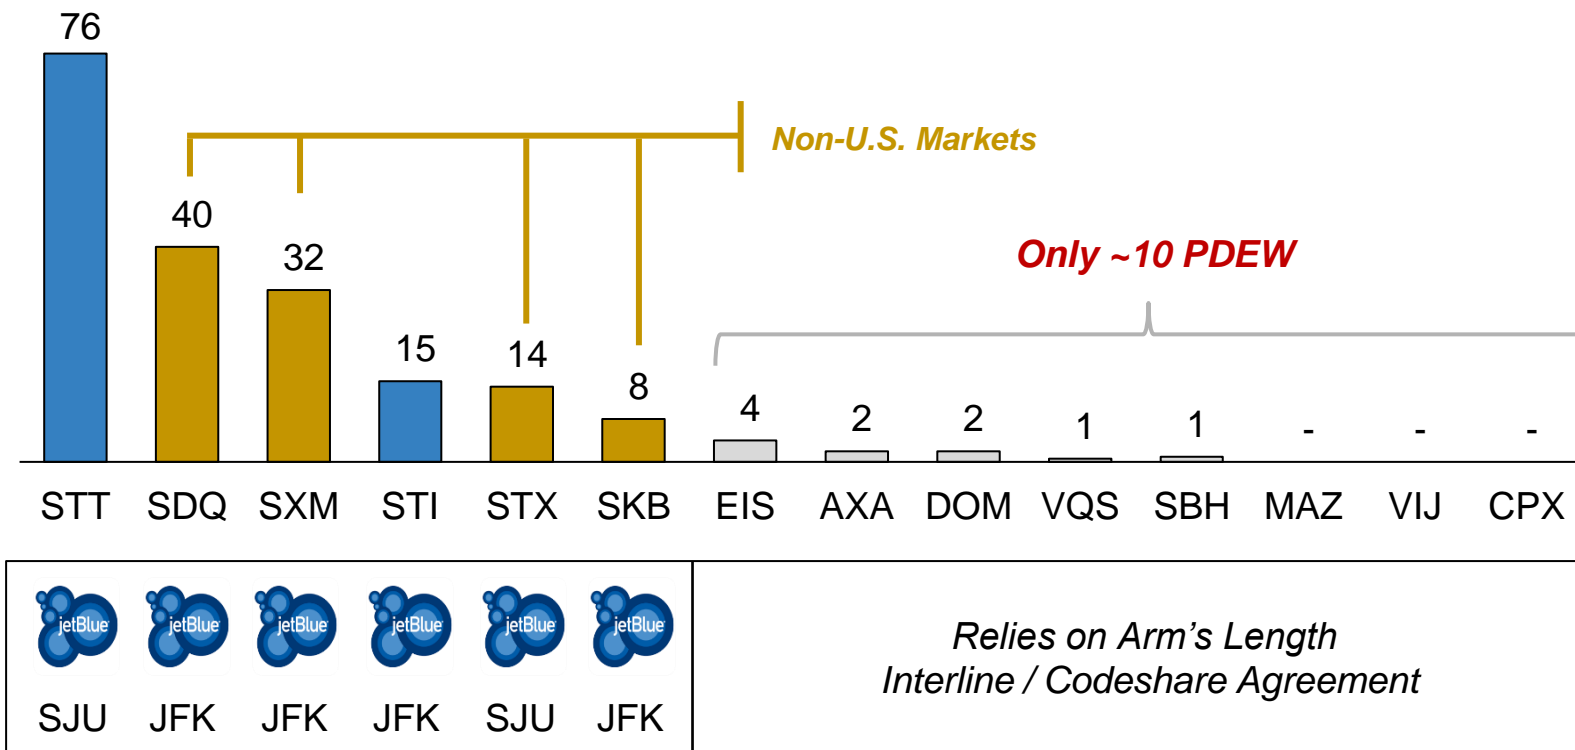 76
Non-U.S. Markets
40
32
Only ~10 PDEW
15
14
8
4
2
2
1
1
-
-
-
STT SDQ SXM STI STX SKB EIS AXA DOM VQS SBH MAZ VIJ CPX
jetBlue jetBlue jetBlue jetBlue jetBlue jetBlue
SJU JFK JFK JFK SJU JFK
Relies on Arm's Length
Interline / Codeshare Agreement